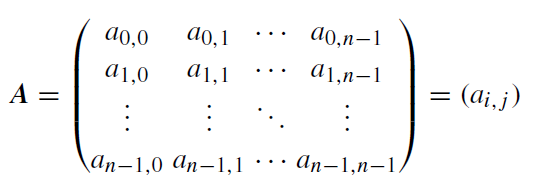 a₀,₀ a₀,₁ ⋯ a₀,ₙ₋₁
a₁,₀ a₁,₁ ⋯ a₁,ₙ₋₁
A = ⋮ ⋮ ⋱ ⋮ = (aᵢ,ⱼ)
aₙ₋₁,₀ aₙ₋₁,₁ ⋯ aₙ₋₁,ₙ₋₁